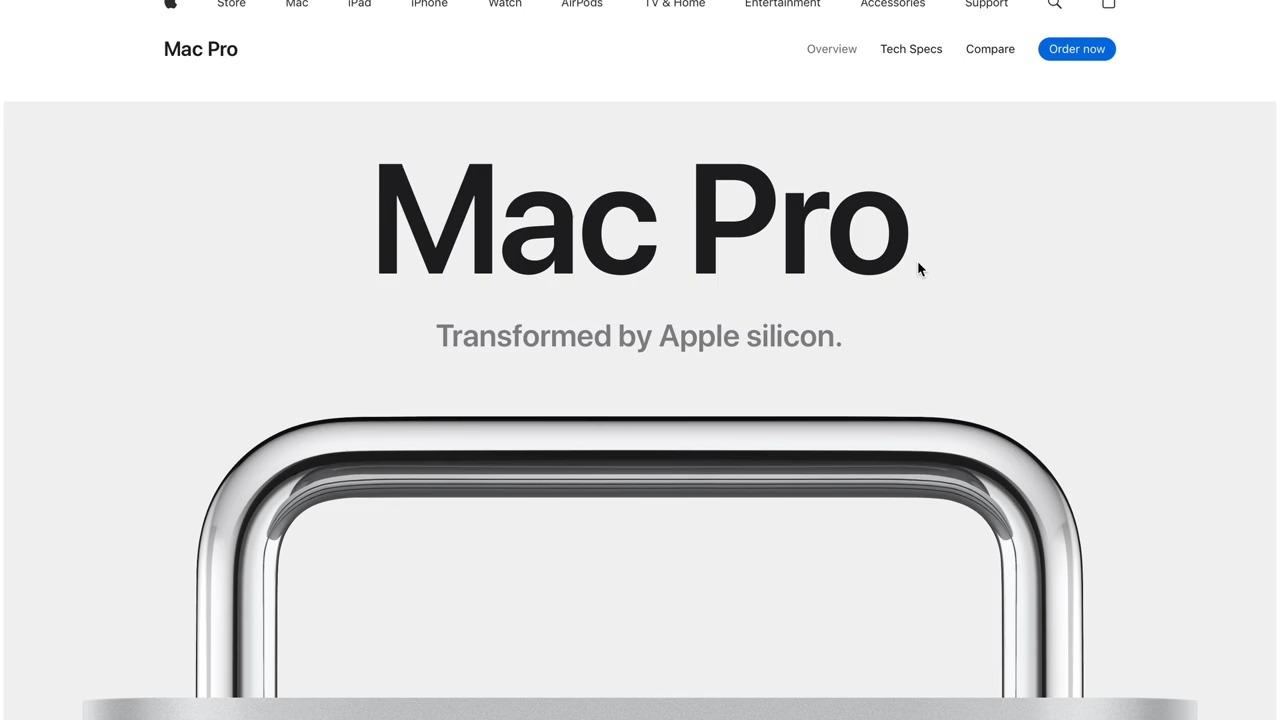 Store Mac iPad iPhone Watch AirPods TV & Home Entertainment Accessories Support
Mac Pro
Overview Tech Specs Compare Order now
Mac Pro
Transformed by Apple silicon.